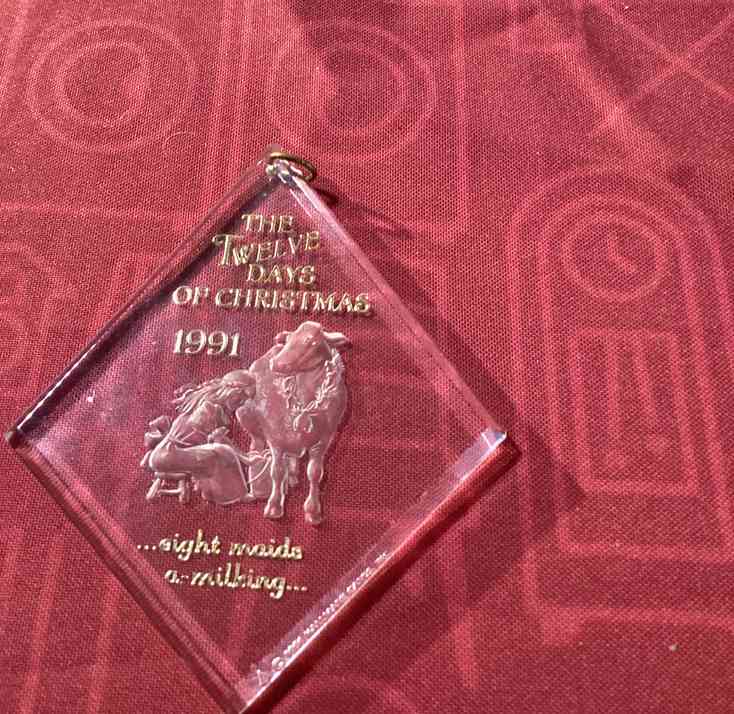 THE
TWELVE
DAYS
OF CHRISTMAS
1991
...eight maids
a-milking...